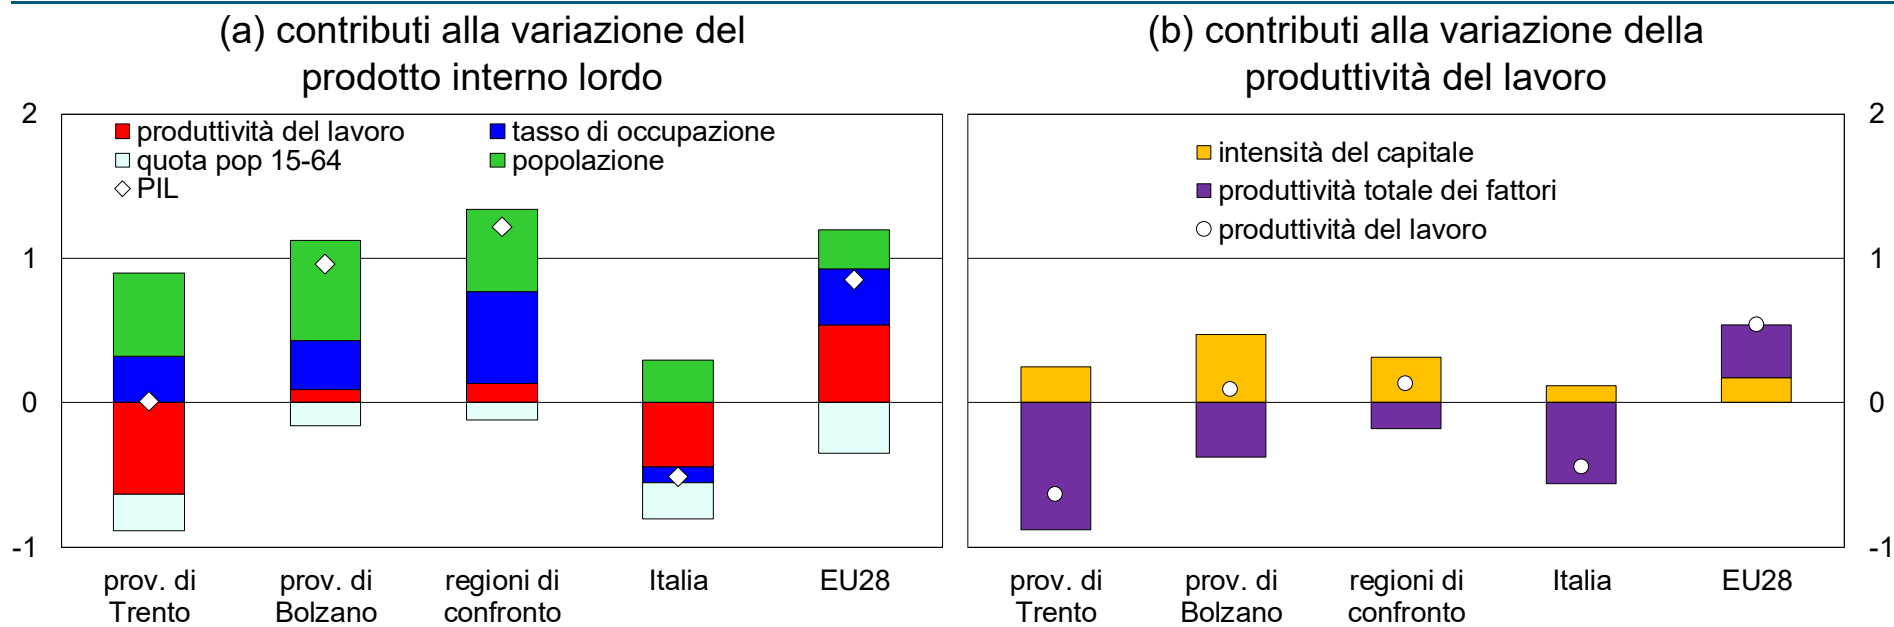 (a) contributi alla variazione del
prodotto interno lordo
2
produttività del lavoro
tasso di occupazione
quota pop 15-64
popolazione
PIL
1
0
-1
prov. di
Trento
prov. di
Bolzano
regioni di
confronto
Italia
EU28
(b) contributi alla variazione della
produttività del lavoro
2
intensità del capitale
produttività totale dei fattori
produttività del lavoro
1
0
-1
prov. di
Trento
prov. di
Bolzano
regioni di
confronto
Italia
EU28